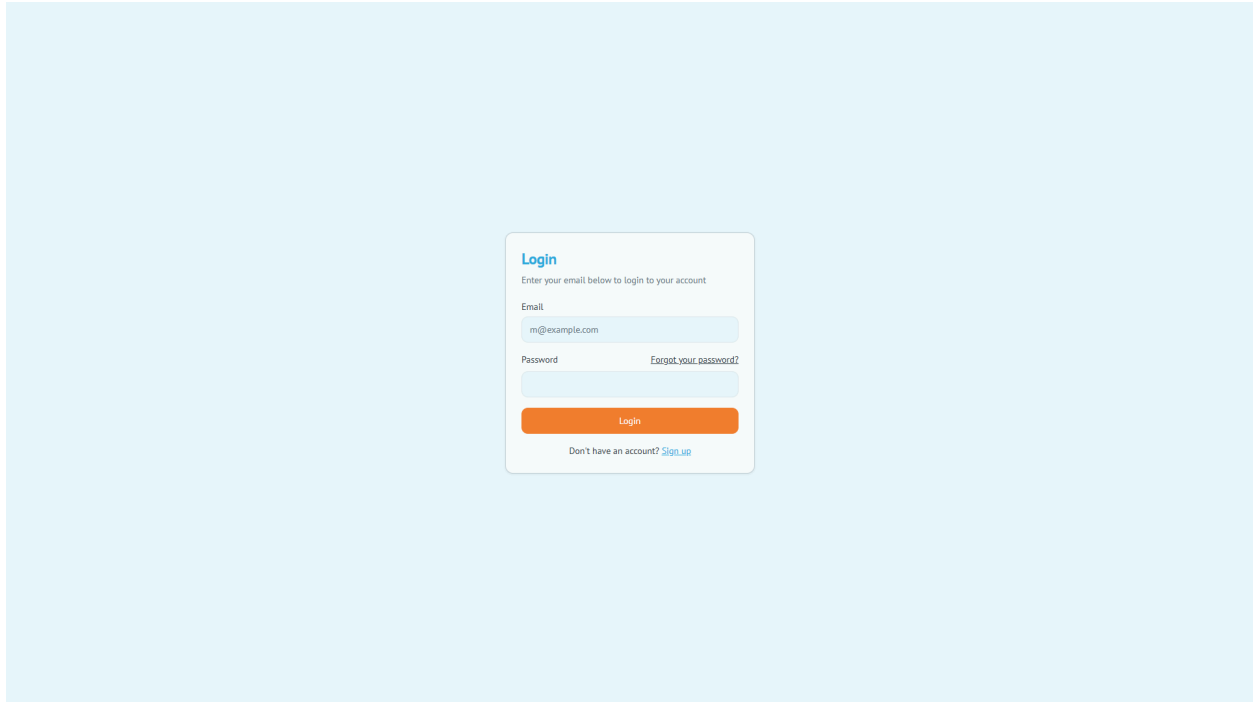 Login
Enter your email below to login to your account
Email
m@example.com
Password Forgot your password?
Login
Don't have an account? Sign up